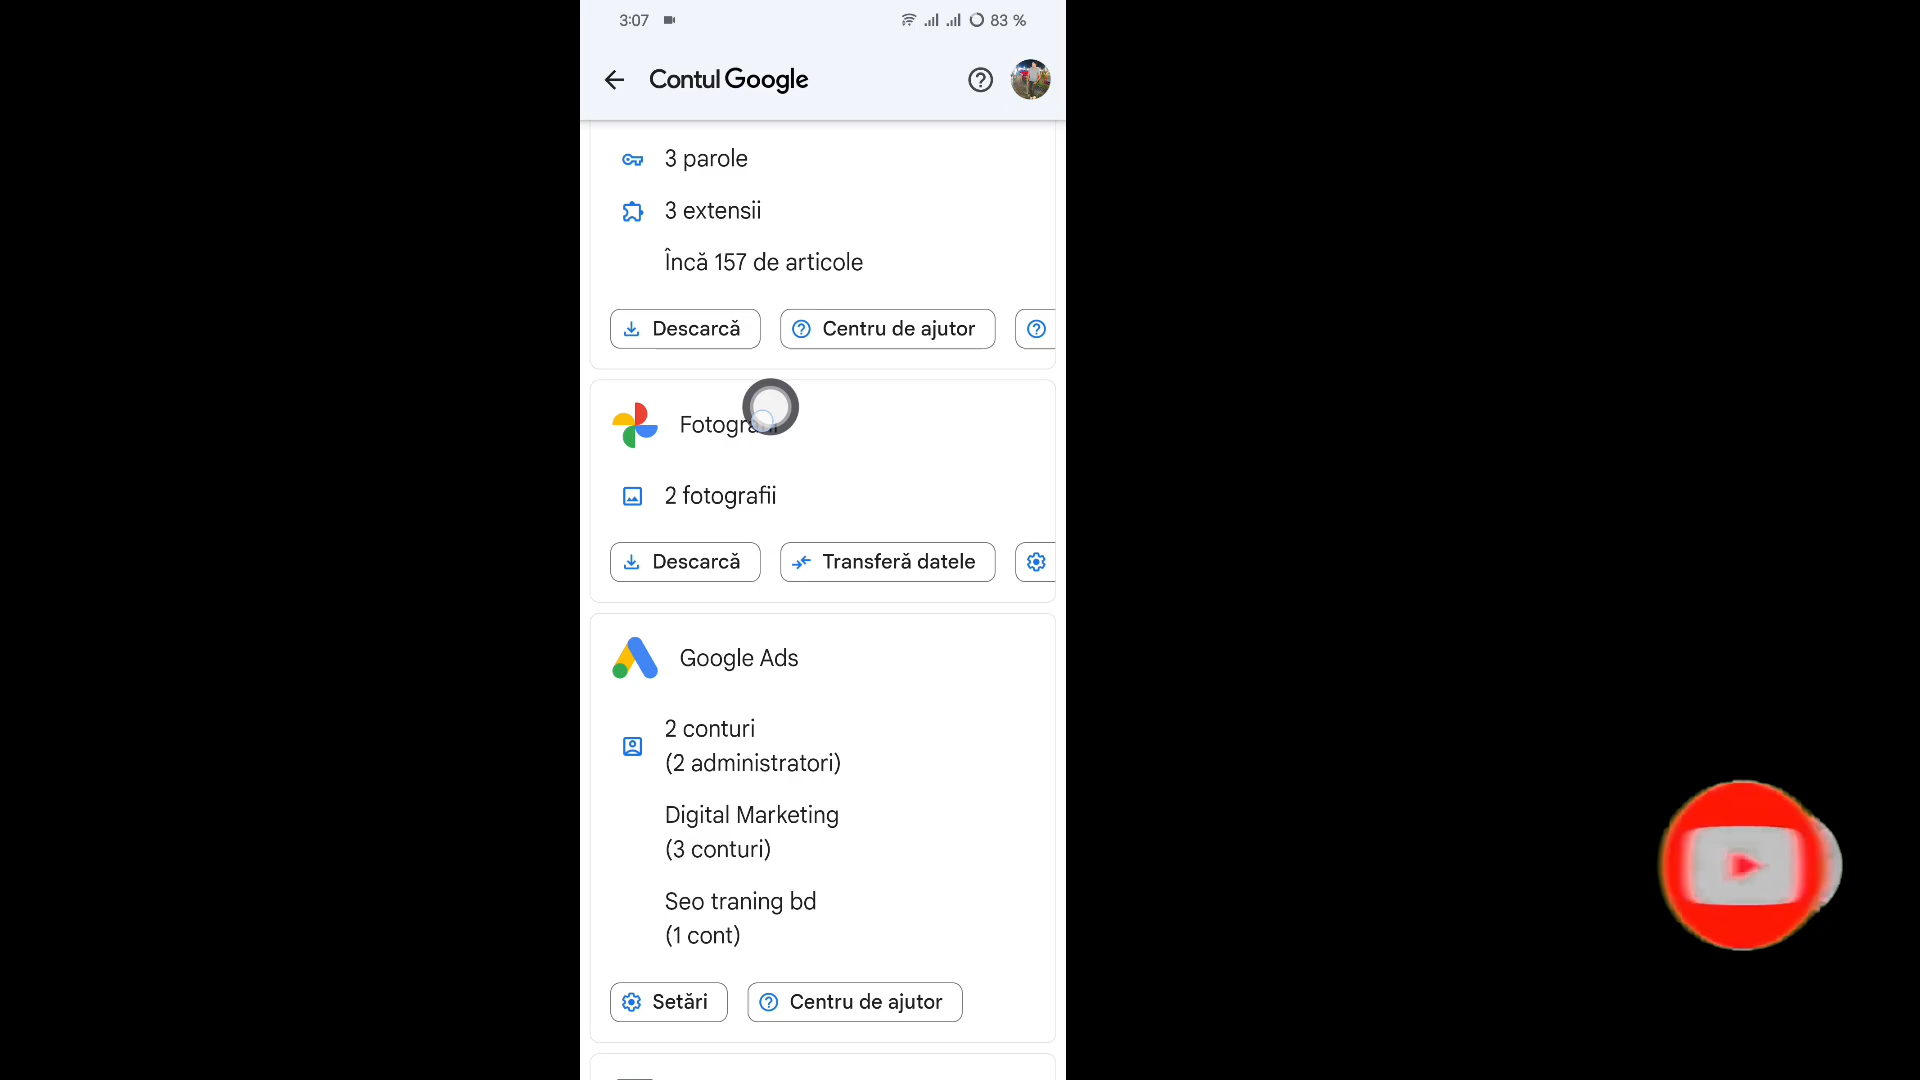 3:07 83 %
Contul Google
3 parole
3 extensii
Încă 157 de articole
Descarcă Centru de ajutor
2 fotografii
Descarcă Transferă datele
Google Ads
2 conturi
(2 administratori)
Digital Marketing
(3 conturi)
Seo traning bd
(1 cont)
Setări Centru de ajutor